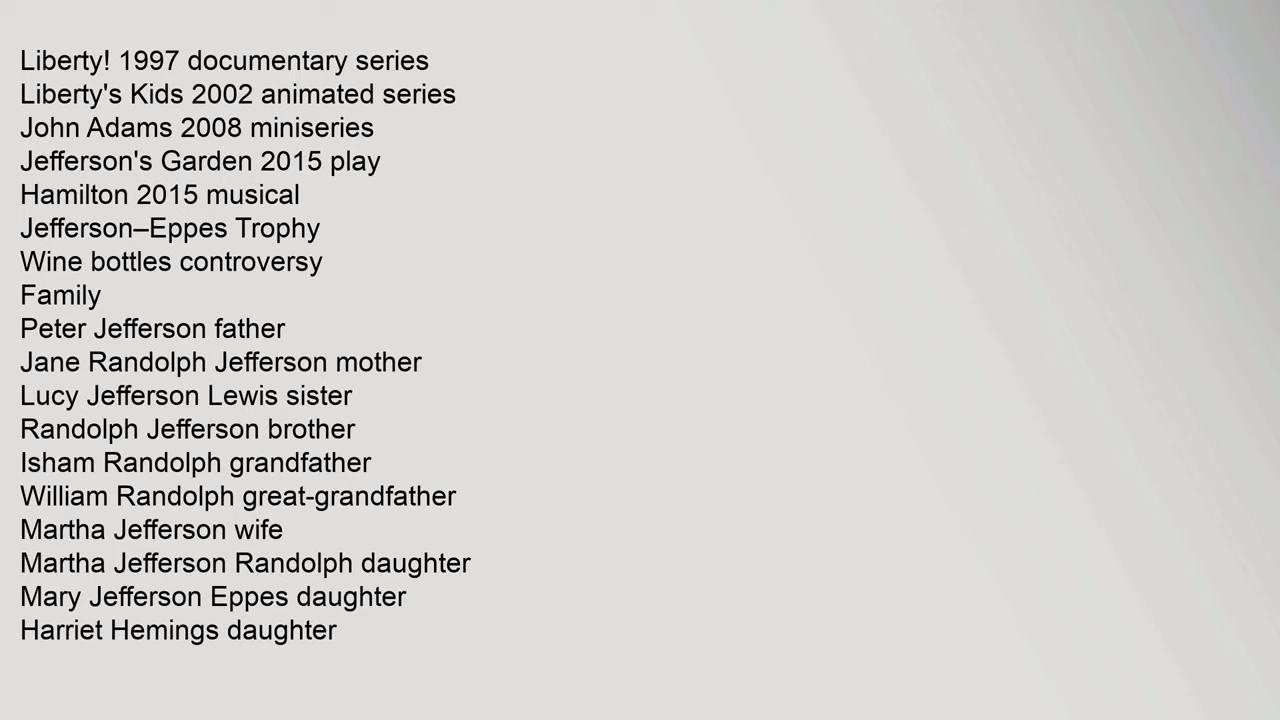 Liberty! 1997 documentary series
Liberty's Kids 2002 animated series
John Adams 2008 miniseries
Jefferson's Garden 2015 play
Hamilton 2015 musical
Jefferson–Eppes Trophy
Wine bottles controversy
Family
Peter Jefferson father
Jane Randolph Jefferson mother
Lucy Jefferson Lewis sister
Randolph Jefferson brother
Isham Randolph grandfather
William Randolph great-grandfather
Martha Jefferson wife
Martha Jefferson Randolph daughter
Mary Jefferson Eppes daughter
Harriet Hemings daughter